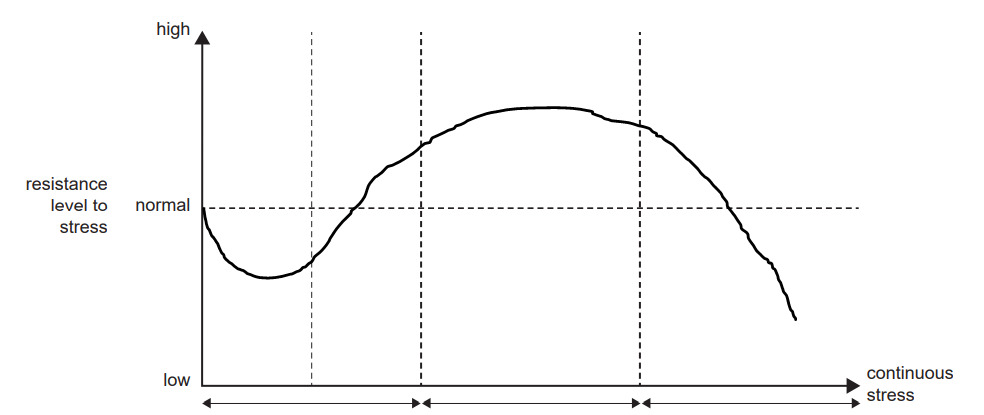 high
resistance
level to
stress
normal
low
continuous
stress